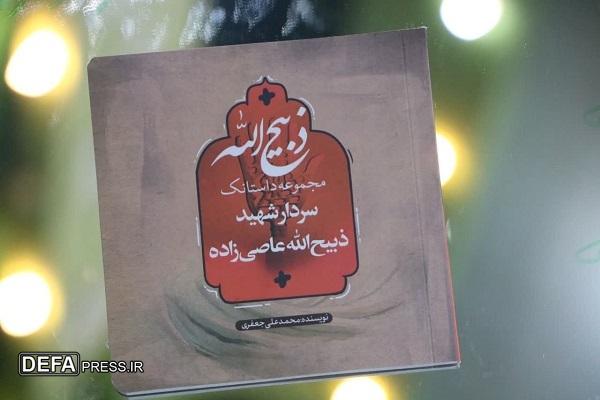 ذبیح الله
مجموعه داستانک
سردار شهید
ذبیح الله عاصی زاده
نویسنده: محمدعلی جعفری
DEFAPRESS.IR